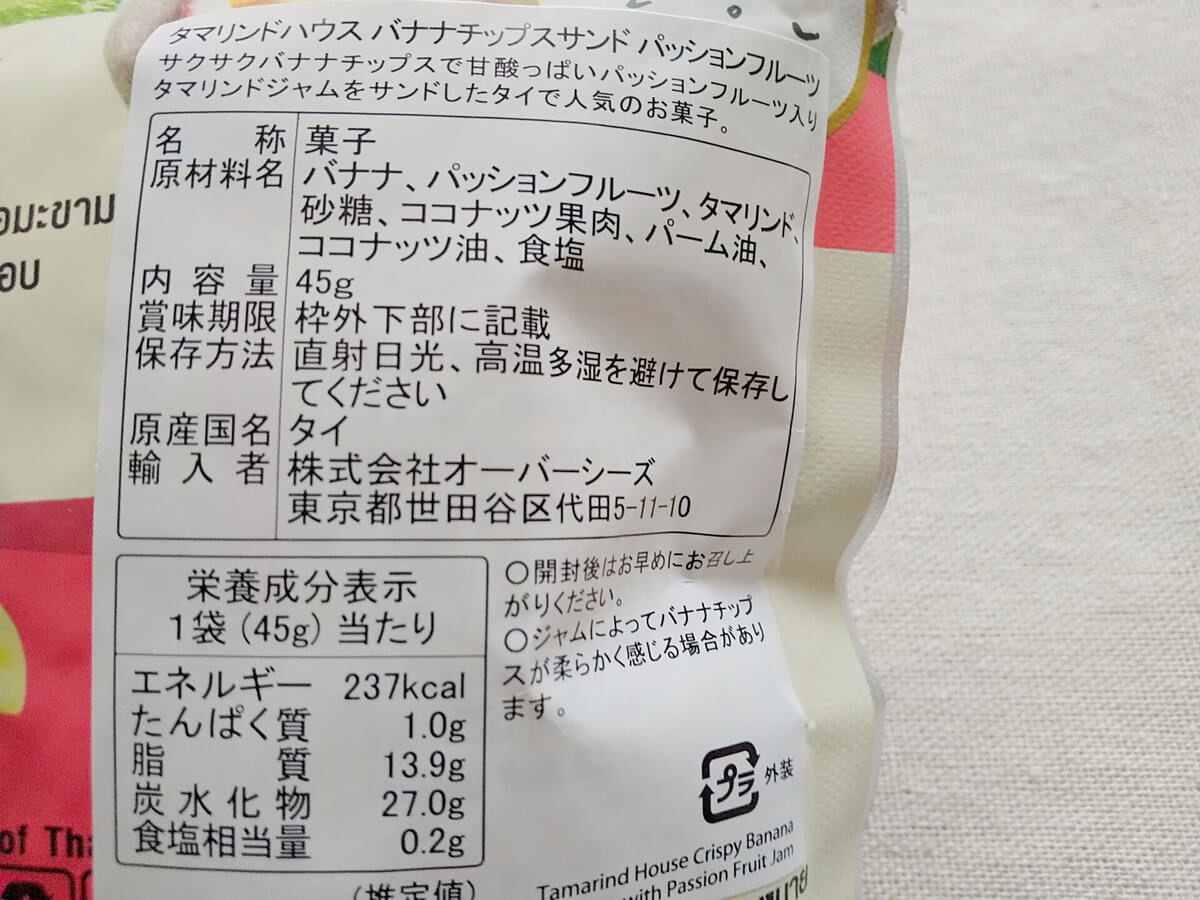 タマリンドハウス バナナチップスサンド パッションフルーツ
サクサクバナナチップスで甘酸っぱいパッションフルーツ入り
タマリンドジャムをサンドしたタイで人気のお菓子。
名称 菓子
原材料名 バナナ、パッションフルーツ、タマリンド、
砂糖、ココナッツ果肉、パーム油、
ココナッツ油、食塩
内容量 45g
賞味期限 枠外下部に記載
保存方法 直射日光、高温多湿を避けて保存し
てください
原産国名 タイ
輸入者 株式会社オーバーシーズ
東京都世田谷区代田5-11-10
栄養成分表示
1袋(45g)当たり
エネルギー 237kcal
たんぱく質 1.0g
脂質 13.9g
炭水化物 27.0g
食塩相当量 0.2g
(推定値)
○開封後はお早めにお召し上
がりください。
○ジャムによってバナナチップ
スが柔らかく感じる場合があり
ます。
プラ 外装
Tamarind House Crispy Banana
with Passion Fruit Jam
อมะขาม
อบ
of Tha